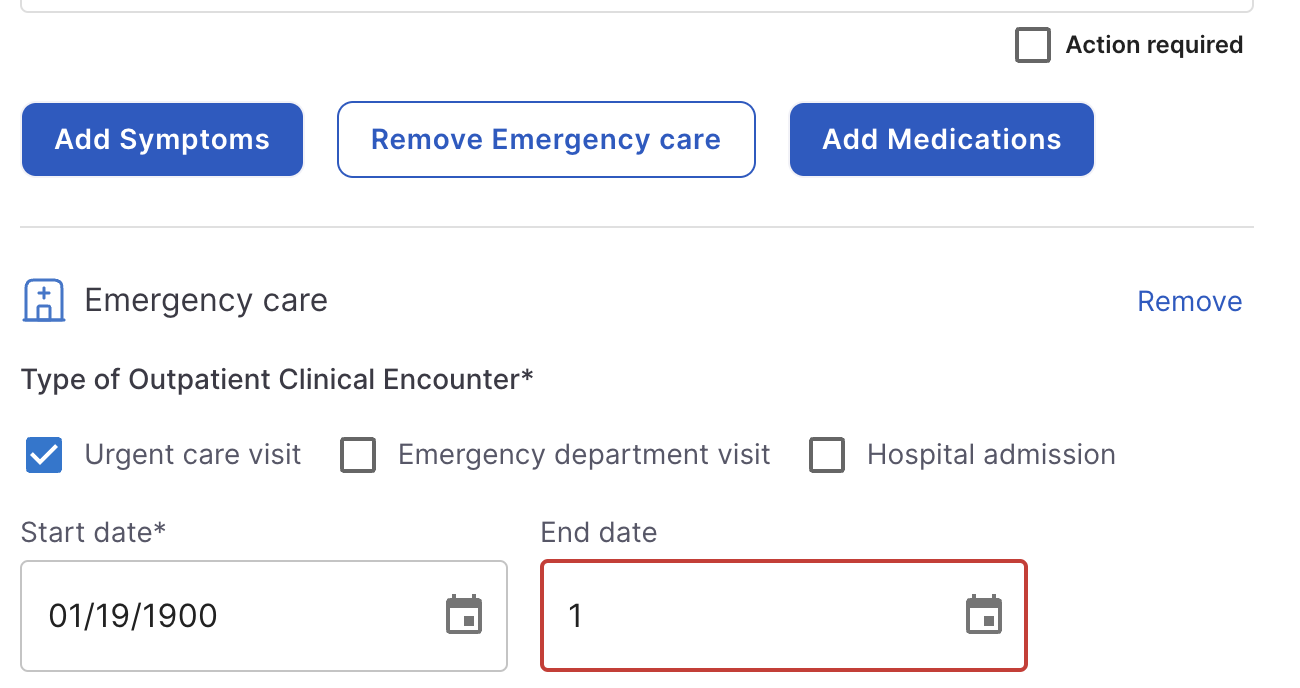 Action required
Add Symptoms Remove Emergency care Add Medications
Emergency care Remove
Type of Outpatient Clinical Encounter*
Urgent care visit Emergency department visit Hospital admission
Start date* End date
01/19/1900 1